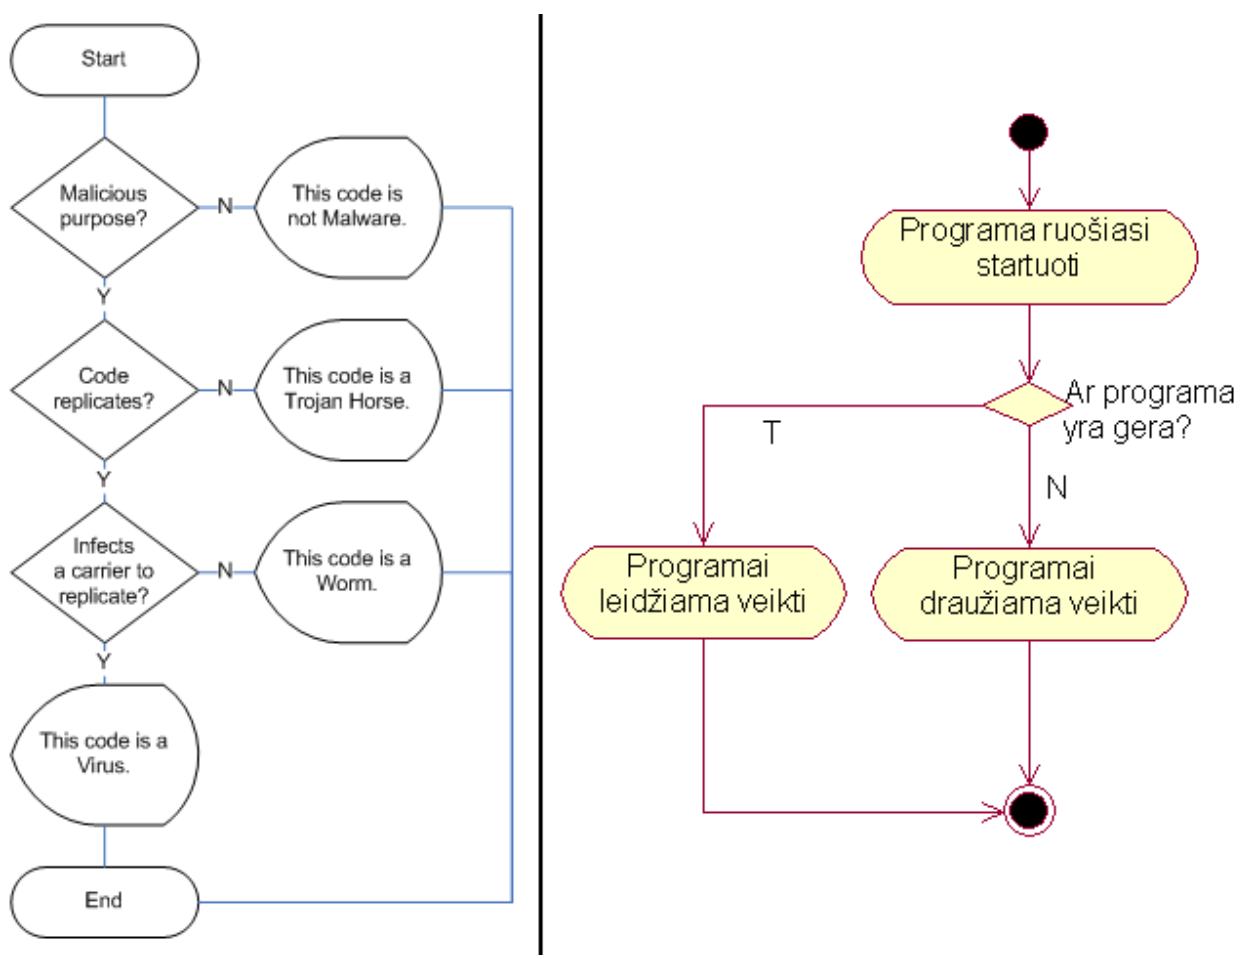 Start
Malicious
purpose?
N
This code is
not Malware.
Y
Code
replicates?
N
This code is a
Trojan Horse.
Y
Infects
a carrier to
replicate?
N
This code is a
Worm.
Y
This code is a
Virus.
End
Programa ruošiasi
startuoti
Ar programa
yra gera?
T
N
Programai
leidžiama veikti
Programai
draužiama veikti